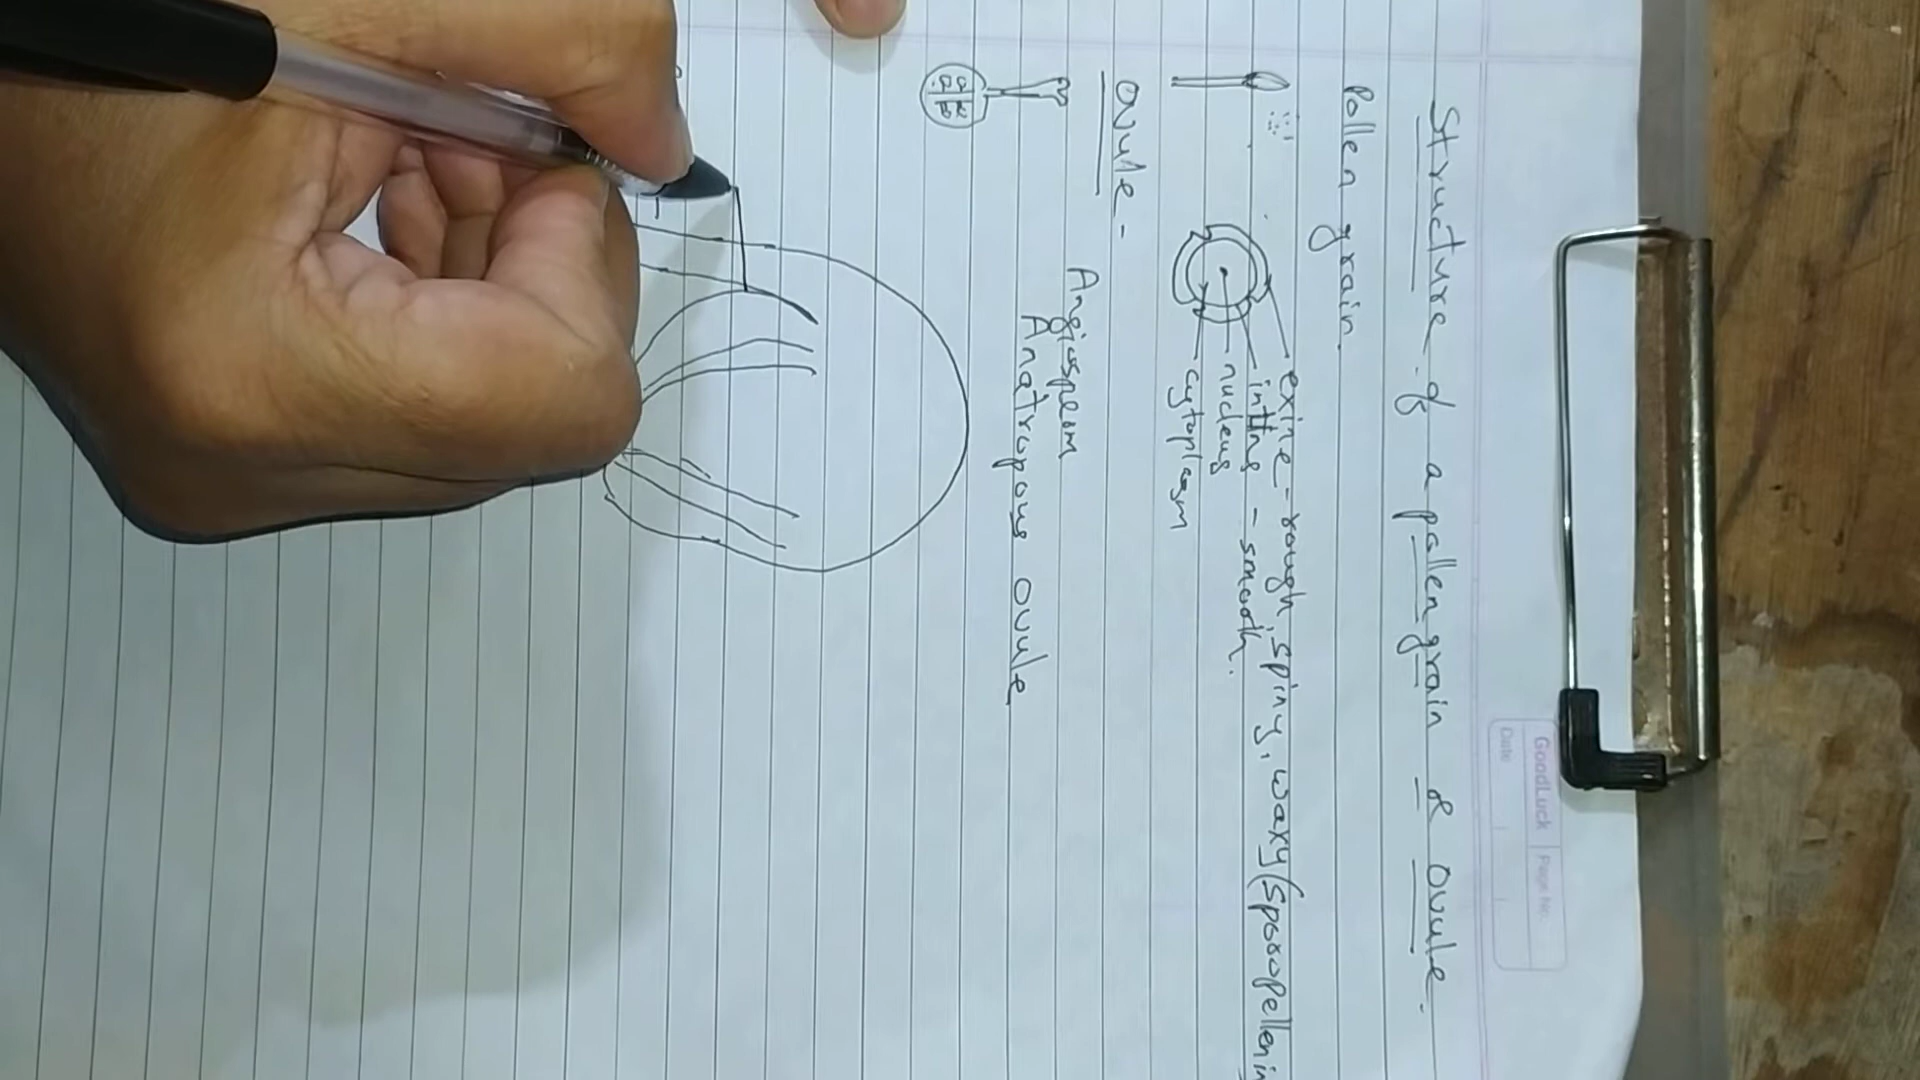 GoodLuck Page No.
Date
Structure of a pollen grain & ovule.
Pollen grain.
exine - rough, spiny, waxy (sporopellenin
intine - smooth.
nucleus
cytoplasm
ovule -
Angiosperm
Anatropous ovule